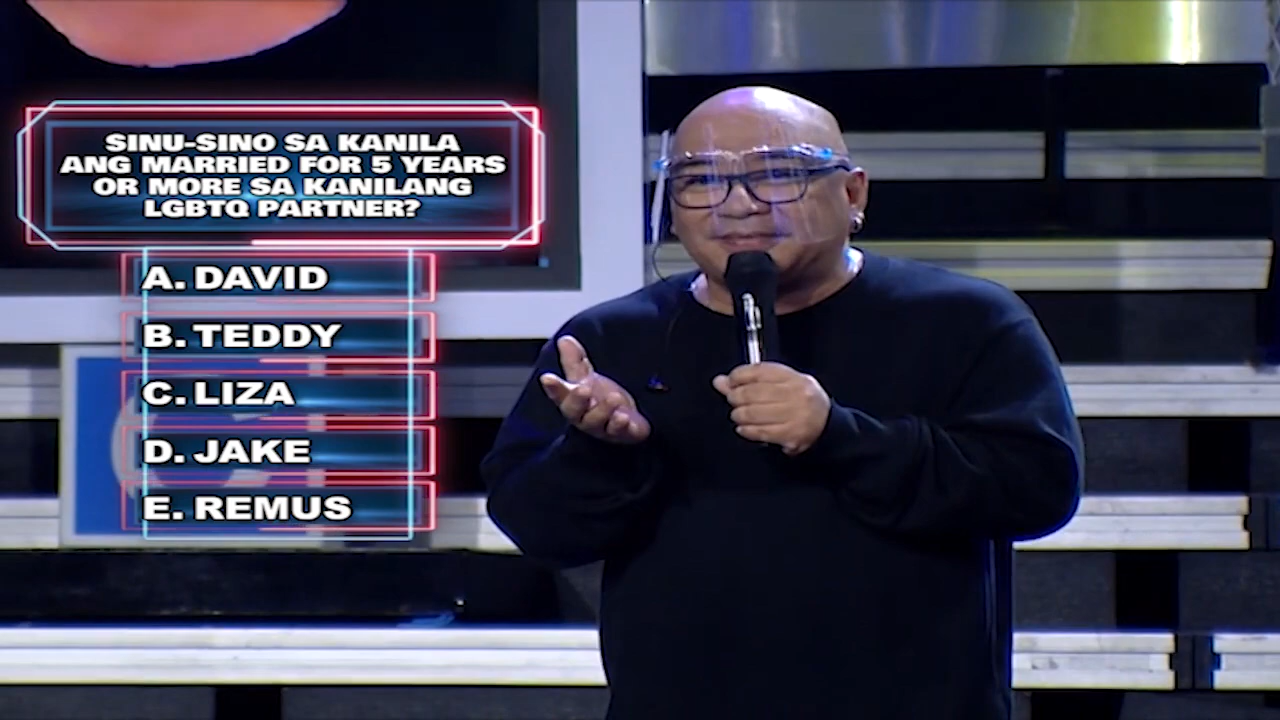 SINU-SINO SA KANILA
ANG MARRIED FOR 5 YEARS
OR MORE SA KANILANG
LGBTQ PARTNER?
A. DAVID
B. TEDDY
C. LIZA
D. JAKE
E. REMUS